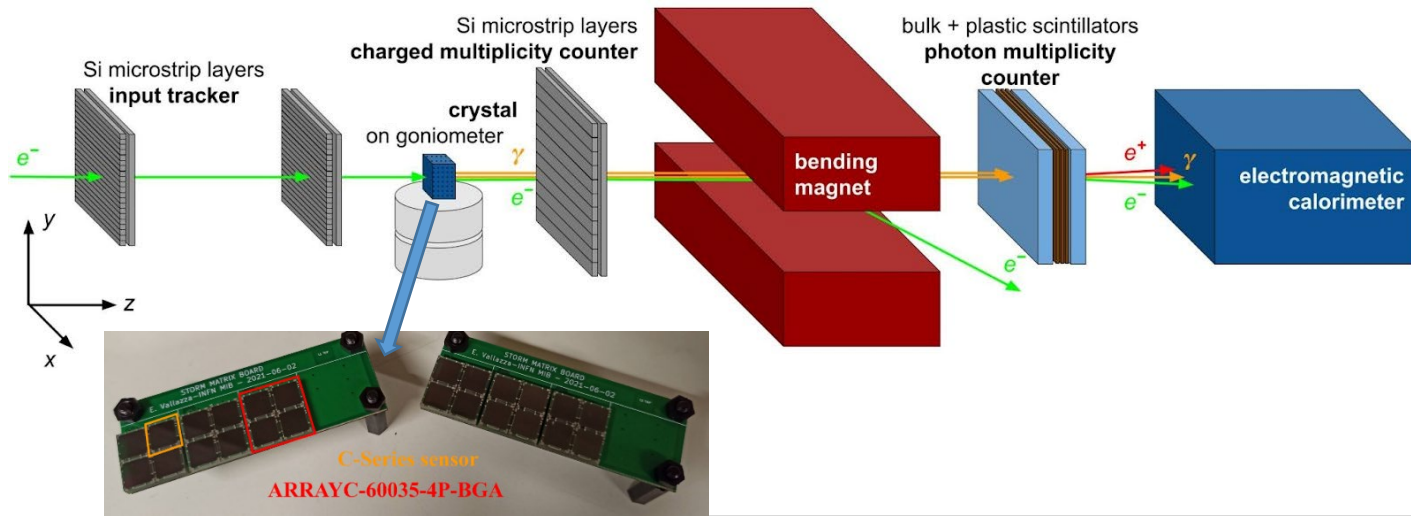 Si microstrip layers
input tracker
Si microstrip layers
charged multiplicity counter
bulk + plastic scintillators
photon multiplicity
counter
crystal
on goniometer
e⁻
γ
e⁻
bending
magnet
e⁻
e⁺
γ
e⁻
electromagnetic
calorimeter
y
z
x
STORM MATRIX BOARD
E. Vallazza-INFN MIB - 2021-06-02
STORM MATRIX BOARD
E. Vallazza-INFN MIB - 2021-06-02
C-Series sensor
ARRAYC-60035-4P-BGA